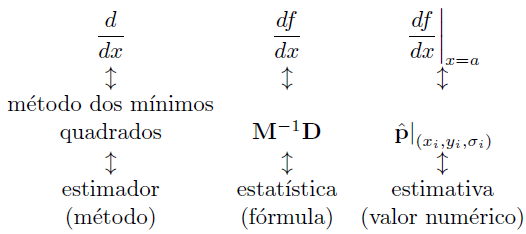 d/dx df/dx df/dx|x=a
↕ ↕ ↕
método dos mínimos
quadrados M⁻¹D p̂|(xᵢ,yᵢ,σᵢ)
↕ ↕ ↕
estimador estatística estimativa
(método) (fórmula) (valor numérico)